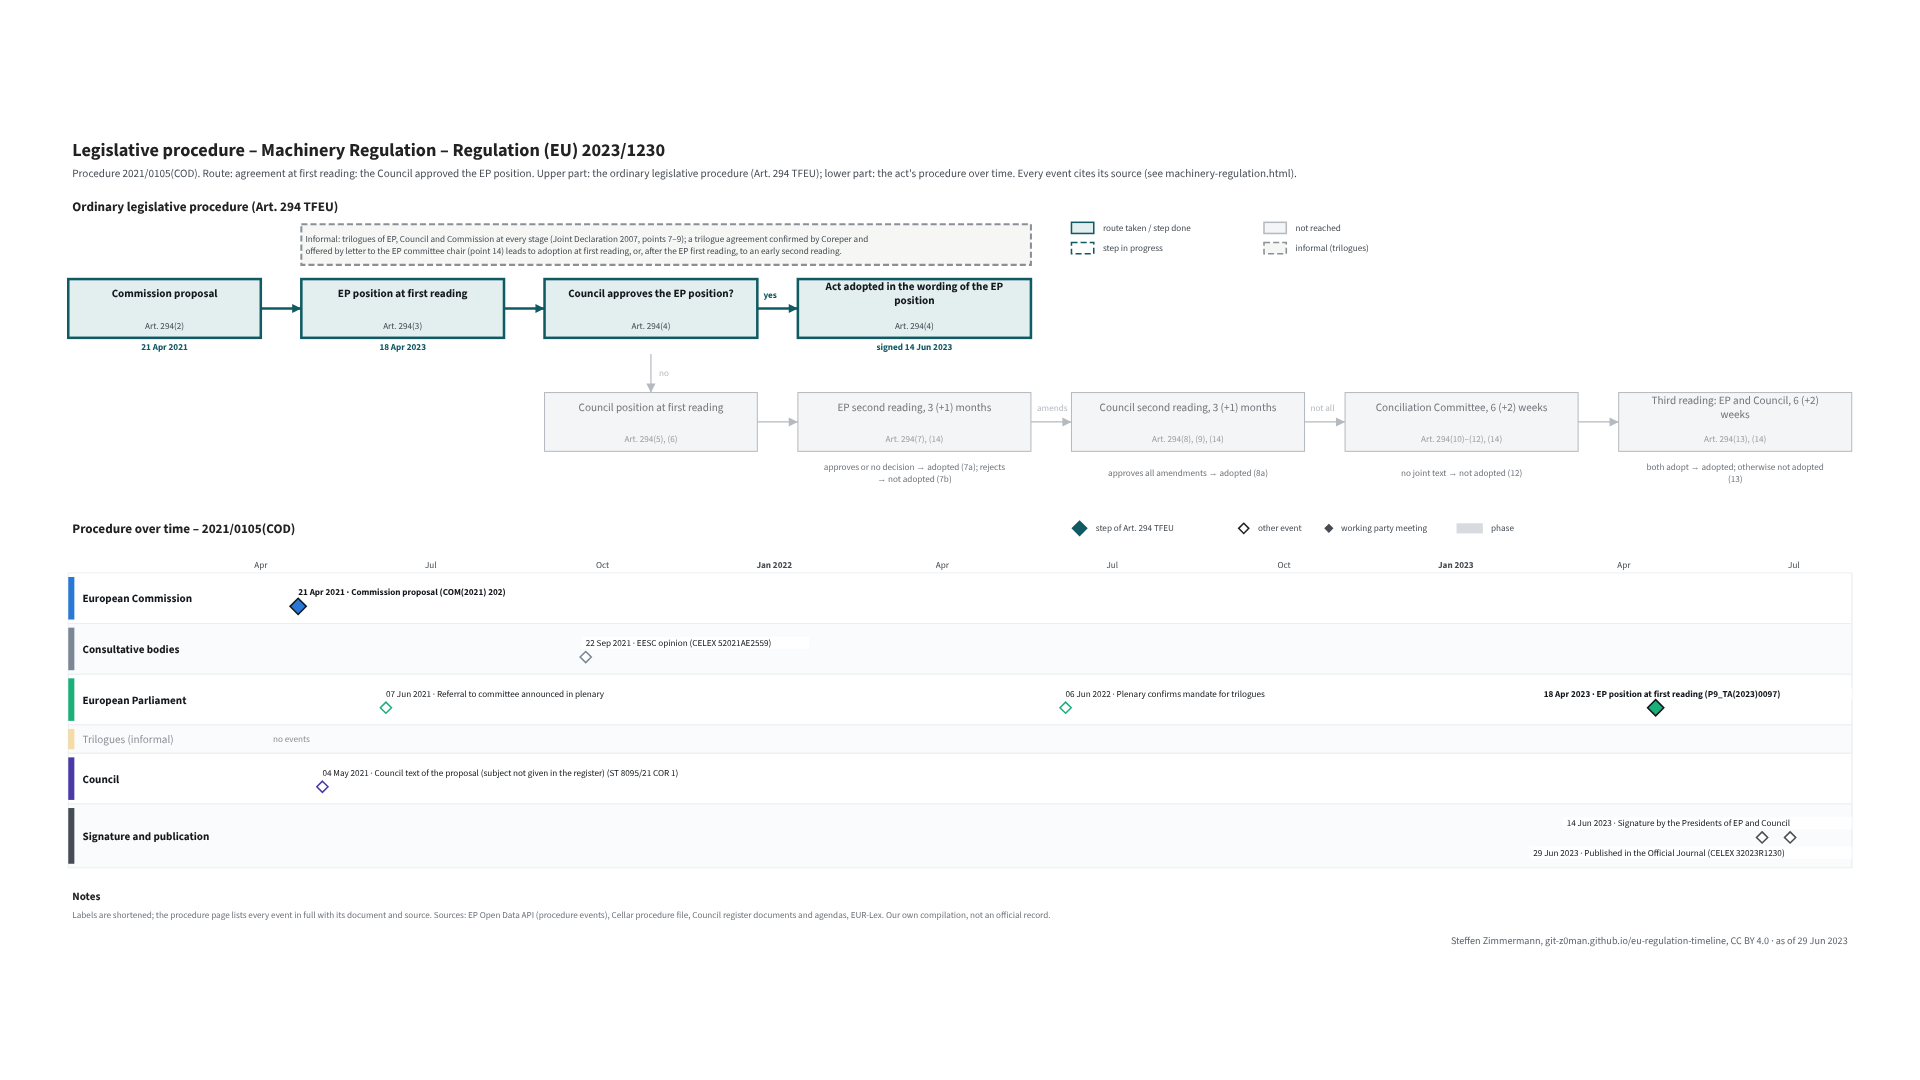 Legislative procedure – Machinery Regulation – Regulation (EU) 2023/1230
Procedure 2021/0105(COD). Route: agreement at first reading: the Council approved the EP position. Upper part: the ordinary legislative procedure (Art. 294 TFEU); lower part: the act's procedure over time. Every event cites its source (see machinery-regulation.html).
Ordinary legislative procedure (Art. 294 TFEU)
Informal: trilogues of EP, Council and Commission at every stage (Joint Declaration 2007, points 7–9); a trilogue agreement confirmed by Coreper and
offered by letter to the EP committee chair (point 14) leads to adoption at first reading, or, after the EP first reading, to an early second reading.
route taken / step done
not reached
step in progress
informal (trilogues)
Commission proposal
Art. 294(2)
21 Apr 2021
EP position at first reading
Art. 294(3)
18 Apr 2023
Council approves the EP position?
Art. 294(4)
yes
Act adopted in the wording of the EP
position
Art. 294(4)
signed 14 Jun 2023
no
Council position at first reading
Art. 294(5), (6)
EP second reading, 3 (+1) months
Art. 294(7), (14)
approves or no decision → adopted (7a); rejects
→ not adopted (7b)
amends
Council second reading, 3 (+1) months
Art. 294(8), (9), (14)
approves all amendments → adopted (8a)
not all
Conciliation Committee, 6 (+2) weeks
Art. 294(10)–(12), (14)
no joint text → not adopted (12)
Third reading: EP and Council, 6 (+2)
weeks
Art. 294(13), (14)
both adopt → adopted; otherwise not adopted
(13)
Procedure over time – 2021/0105(COD)
step of Art. 294 TFEU
other event
working party meeting
phase
Apr
Jul
Oct
Jan 2022
Apr
Jul
Oct
Jan 2023
Apr
Jul
European Commission
21 Apr 2021 · Commission proposal (COM(2021) 202)
Consultative bodies
22 Sep 2021 · EESC opinion (CELEX 52021AE2559)
European Parliament
07 Jun 2021 · Referral to committee announced in plenary
06 Jun 2022 · Plenary confirms mandate for trilogues
18 Apr 2023 · EP position at first reading (P9_TA(2023)0097)
Trilogues (informal)
no events
Council
04 May 2021 · Council text of the proposal (subject not given in the register) (ST 8095/21 COR 1)
Signature and publication
14 Jun 2023 · Signature by the Presidents of EP and Council
29 Jun 2023 · Published in the Official Journal (CELEX 32023R1230)
Notes
Labels are shortened; the procedure page lists every event in full with its document and source. Sources: EP Open Data API (procedure events), Cellar procedure file, Council register documents and agendas, EUR-Lex. Our own compilation, not an official record.
Steffen Zimmermann, git-z0man.github.io/eu-regulation-timeline, CC BY 4.0 · as of 29 Jun 2023